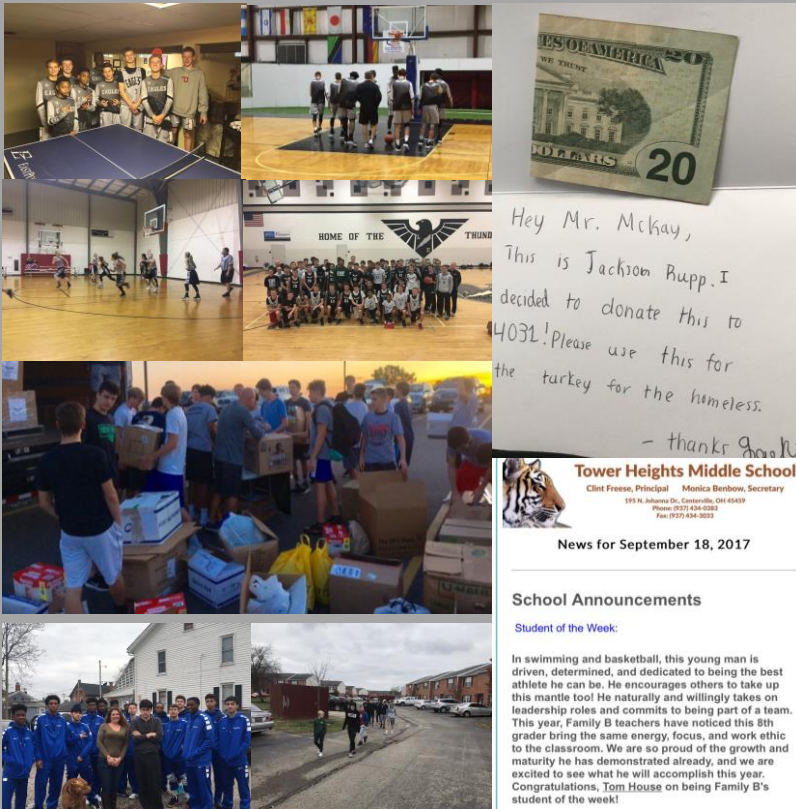 EAGLES
EAGLES
HOME OF THE THUND
ES OF AMERICA 20
WE TRUST
OLLARS 20
Hey Mr. McKay,
This is Jackson Rupp. I
decided to donate this to
4031! Please use this for
the turkey for the homeless.
- thanks
Tower Heights Middle School
Clint Freese, Principal Monica Benbow, Secretary
195 N. Johanna Dr., Centerville, OH 45459
Phone: (937) 434-0383
Fax: (937) 434-3033
News for September 18, 2017
School Announcements
Student of the Week:
In swimming and basketball, this young man is
driven, determined, and dedicated to being the best
athlete he can be. He encourages others to take up
this mantle too! He naturally and willingly takes on
leadership roles and commits to being part of a team.
This year, Family B teachers have noticed this 8th
grader bring the same energy, focus, and work ethic
to the classroom. We are so proud of the growth and
maturity he has demonstrated already, and we are
excited to see what he will accomplish this year.
Congratulations, Tom House on being Family B's
student of the week!